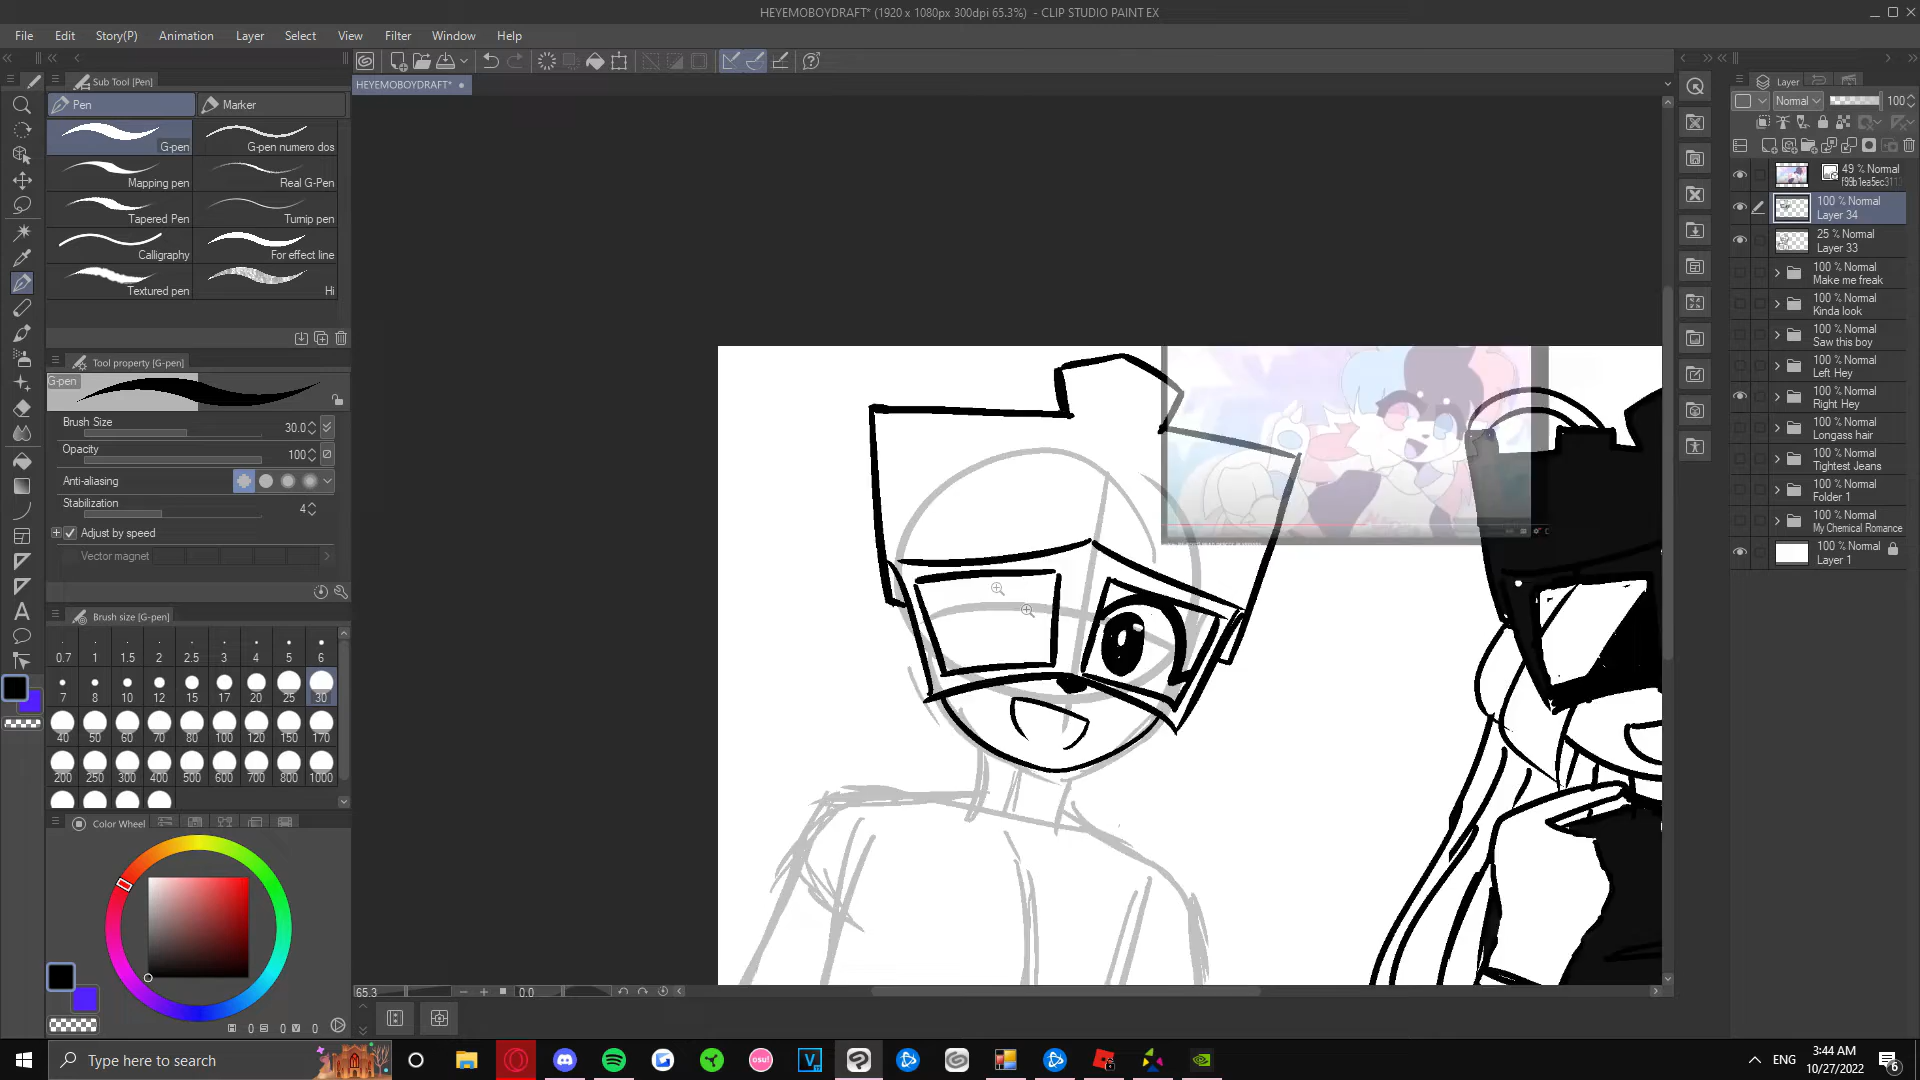 HEYEMOBOYDRAFT* (1920 x 1080px 300dpi 65.3%) - CLIP STUDIO PAINT EX
File Edit Story(P) Animation Layer Select View Filter Window Help
Sub Tool [Pen]
HEYEMOBOYDRAFT*
Layer
Pen Marker
Normal 100
G-pen G-pen numero dos
Mapping pen Real G-Pen
Tapered Pen Turnip pen
Calligraphy For effect line
Textured pen Hi
49 % Normal
100 % Normal
Layer 34
25 % Normal
Layer 33
100 % Normal
Make me freak
100 % Normal
Kinda look
100 % Normal
Saw this boy
100 % Normal
Left Hey
100 % Normal
Right Hey
100 % Normal
Longass hair
100 % Normal
Tightest Jeans
100 % Normal
Folder 1
100 % Normal
My Chemical Romance
100 % Normal
Layer 1
Tool property [G-pen]
G-pen
Brush Size 30.0
Opacity 100
Anti-aliasing
Stabilization 4
Adjust by speed
Vector magnet
Brush size [G-pen]
0.7 1 1.5 2 2.5 3 4 5 6
7 8 10 12 15 17 20 25 30
40 50 60 70 80 100 120 150 170
200 250 300 400 500 600 700 800 1000
Color Wheel
65.3 0.0
H 0 S 0 V 0
Type here to search
osu!
V
ENG
3:44 AM
10/27/2022
6